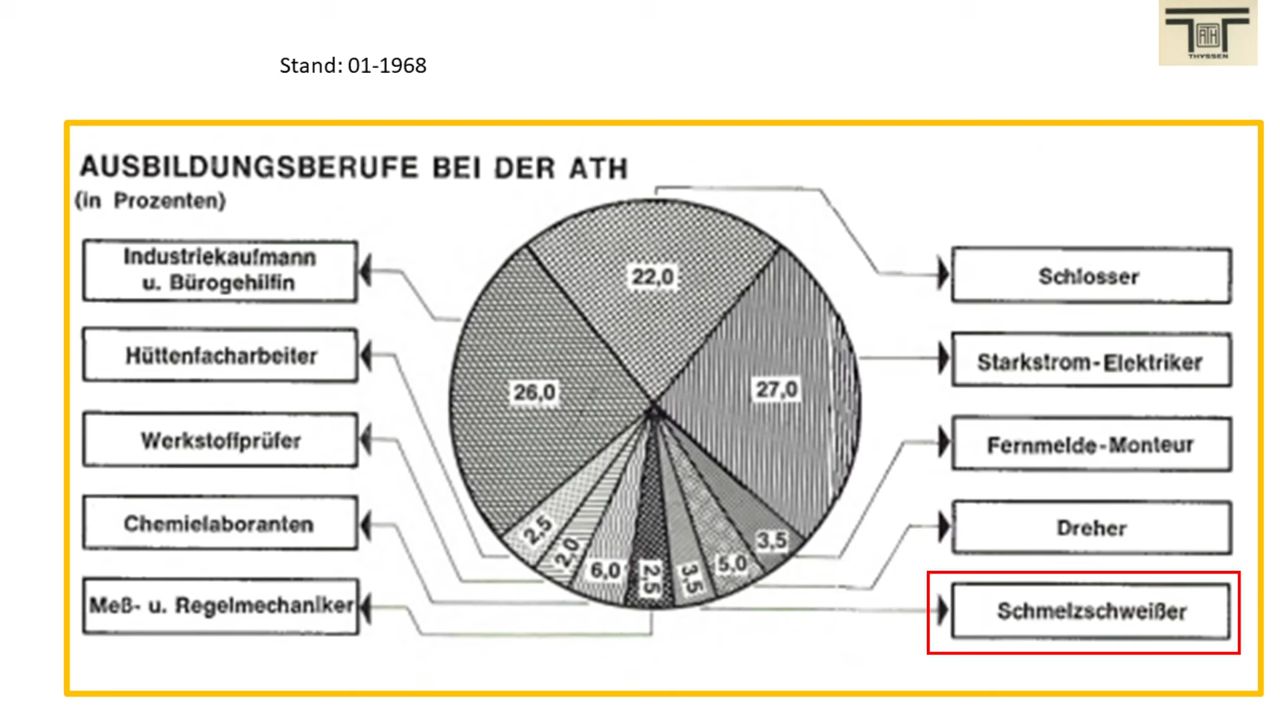 ATH
THYSSEN
Stand: 01-1968
AUSBILDUNGSBERUFE BEI DER ATH
(in Prozenten)
Industriekaufmann
u. Bürogehilfin
Hüttenfacharbeiter
Werkstoffprüfer
Chemielaboranten
Meß- u. Regelmechaniker
22,0
26,0
27,0
2,5
2,0
6,0
2,5
3,5
5,0
3,5
Schlosser
Starkstrom-Elektriker
Fernmelde-Monteur
Dreher
Schmelzschweißer